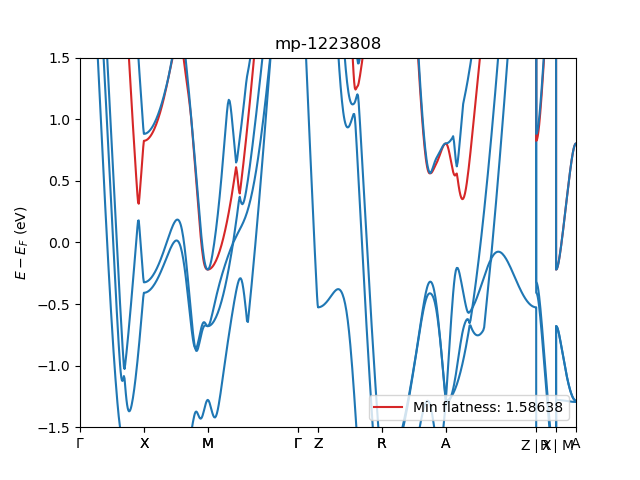 mp-1223808
1.5
1.0
0.5
0.0
−0.5
−1.0
−1.5
E − E_F (eV)
Min flatness: 1.58638
Γ X M Γ Z R A Z | X R | M A